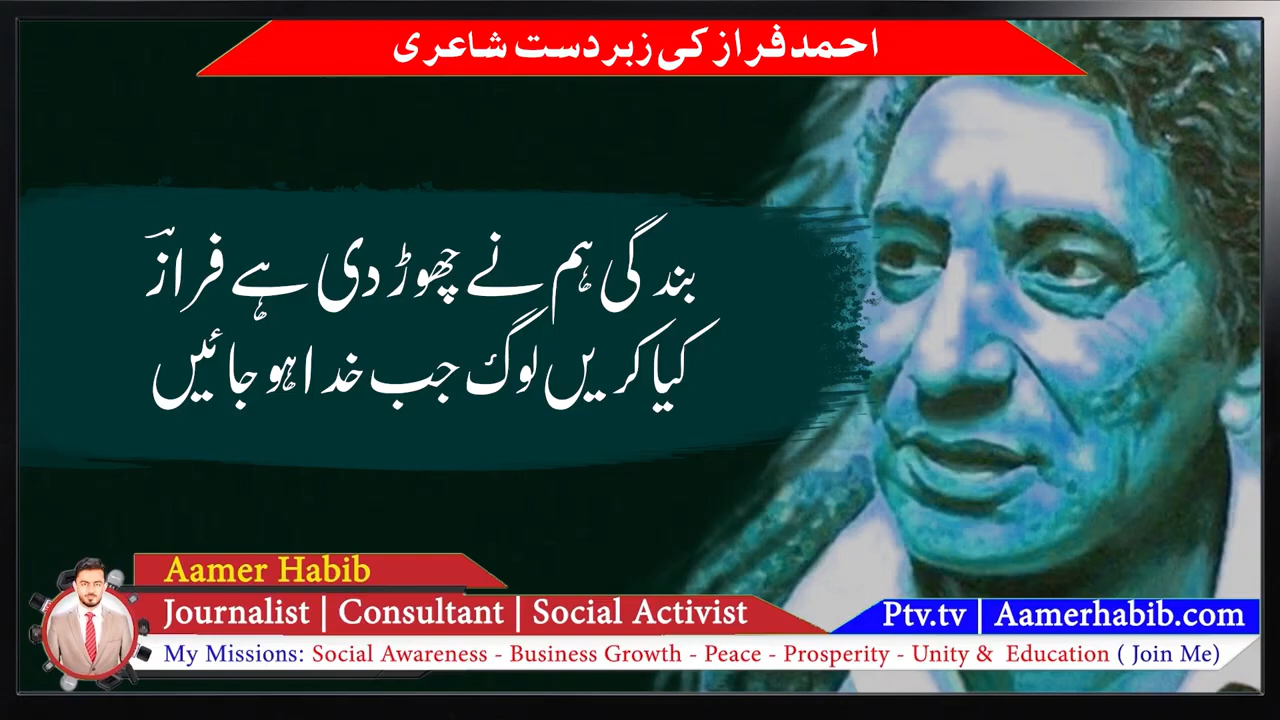 احمد فراز کی زبردست شاعری
بندگی ہم نے چھوڑ دی ہے فرازؔ
کیا کریں لوگ جب خدا ہو جائیں
Aamer Habib
Journalist | Consultant | Social Activist
Ptv.tv | Aamerhabib.com
My Missions: Social Awareness - Business Growth - Peace - Prosperity - Unity & Education ( Join Me)